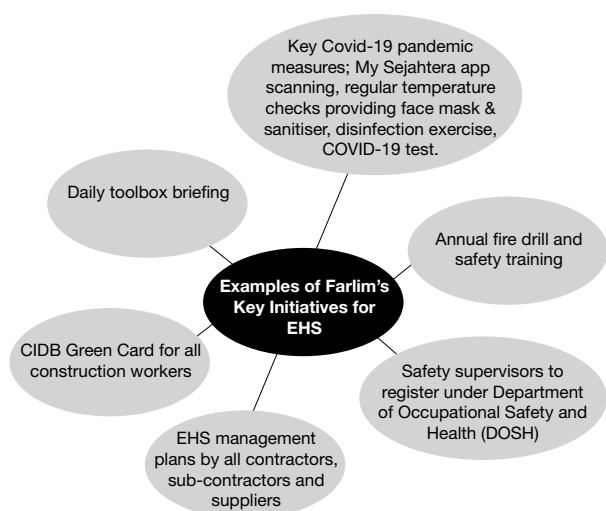 Key Covid-19 pandemic
measures; My Sejahtera app
scanning, regular temperature
checks providing face mask &
sanitiser, disinfection exercise,
COVID-19 test.
Daily toolbox briefing
Annual fire drill and
safety training
Examples of Farlim’s
Key Initiatives for
EHS
CIDB Green Card for all
construction workers
Safety supervisors to
register under Department
of Occupational Safety and
Health (DOSH)
EHS management
plans by all contractors,
sub-contractors and
suppliers